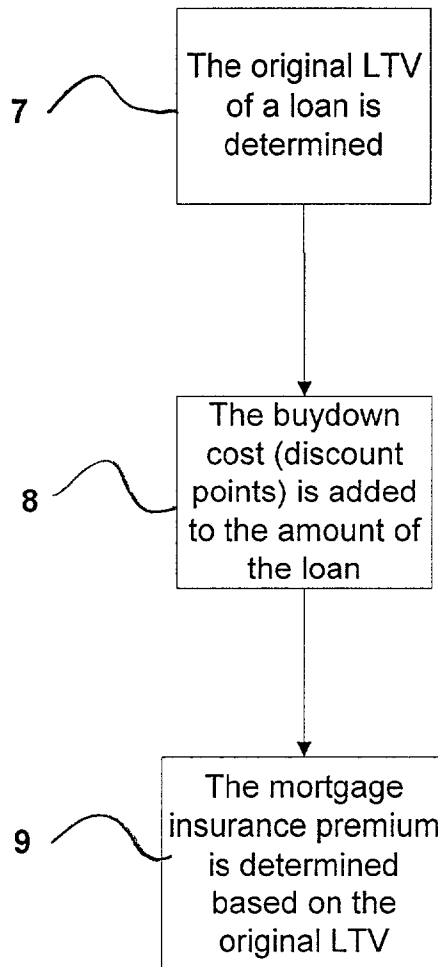 7
The original LTV
of a loan is
determined
8
The buydown
cost (discount
points) is added
to the amount of
the loan
9
The mortgage
insurance premium
is determined
based on the
original LTV